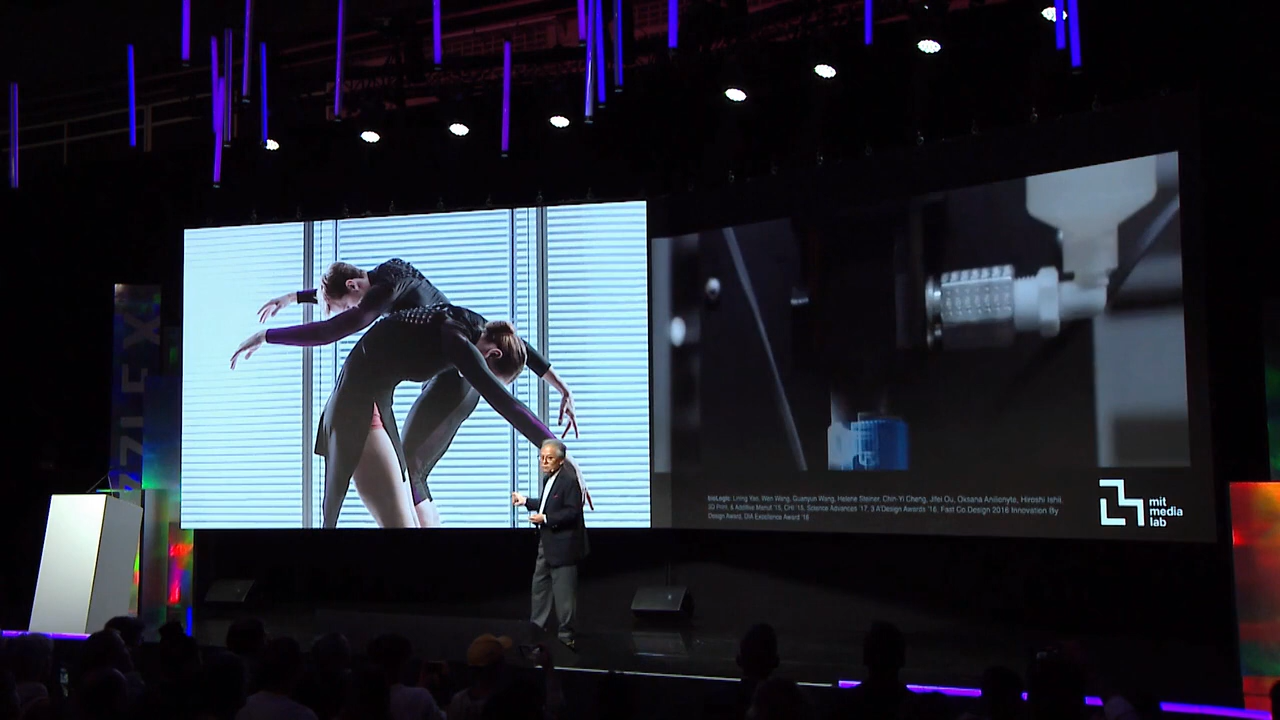 bioLogic: Lining Yao, Wen Wang, Guanyun Wang, Helene Steiner, Chin-Yi Cheng, Jifei Ou, Oksana Anilionyte, Hiroshi Ishii.
3D Print. & Additive Manuf '15, CHI '15, Science Advances '17, 3 A'Design Awards '16, Fast Co.Design 2016 Innovation By
Design Award, DIA Excellence Award '16
mit
media
lab